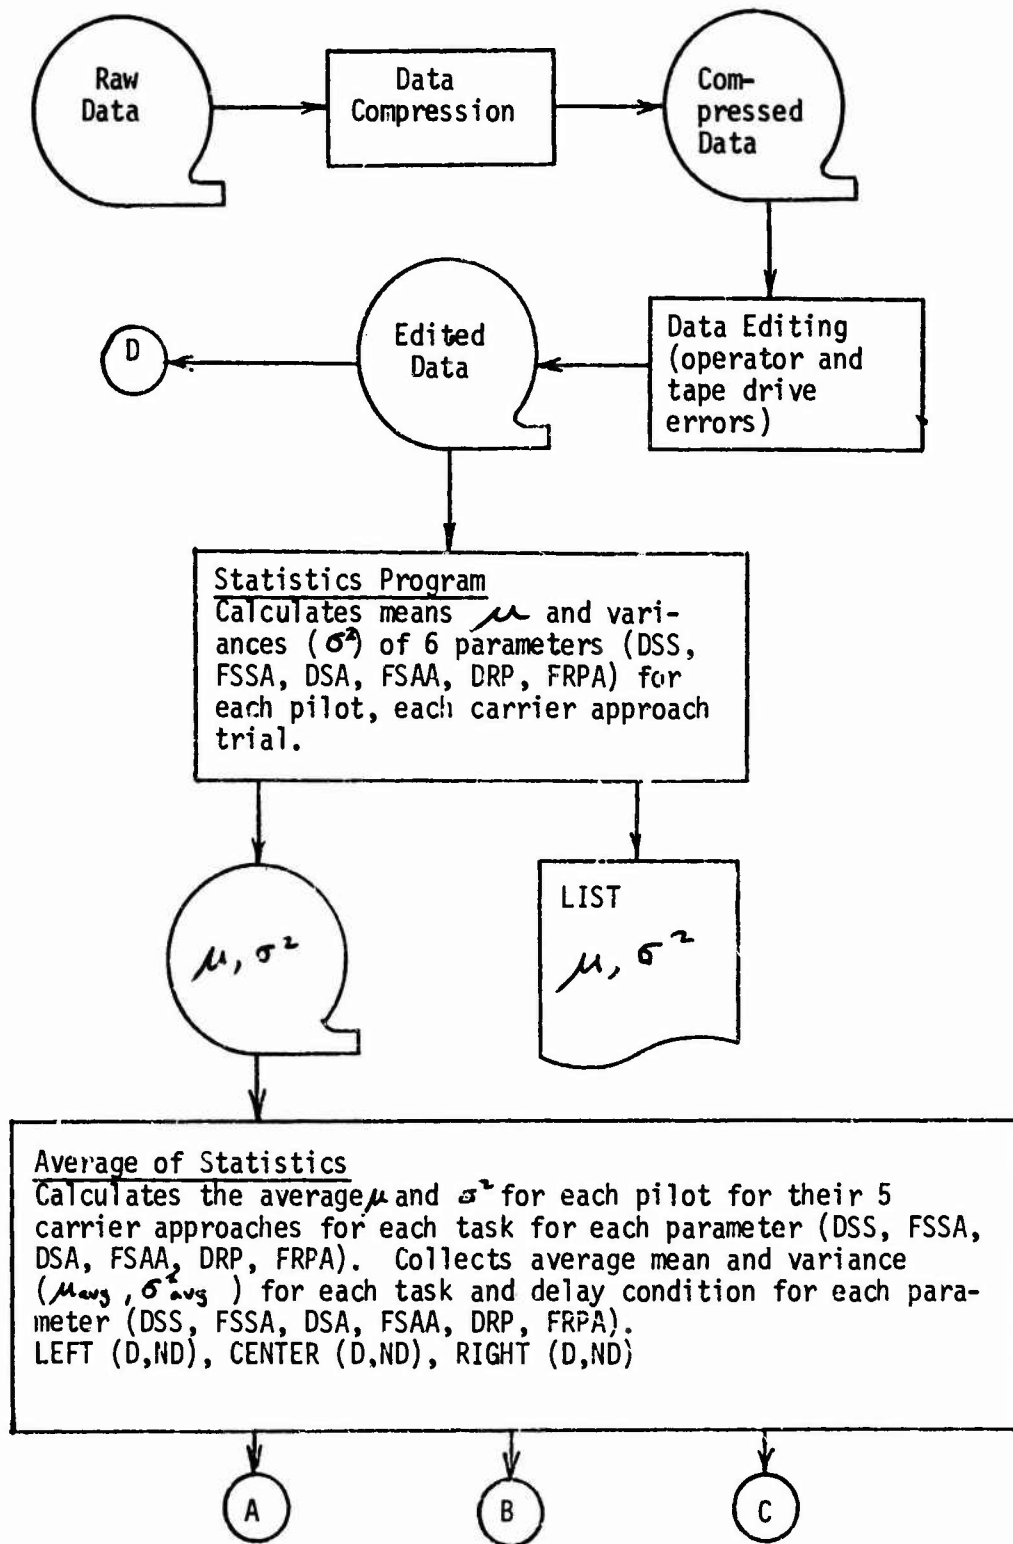 Raw
Data
Data
Compression
Com-
pressed
Data
D
Edited
Data
Data Editing
(operator and
tape drive
errors)
Statistics Program
Calculates means μ and vari-
ances (σ²) of 6 parameters (DSS,
FSSA, DSA, FSAA, DRP, FRPA) for
each pilot, each carrier approach
trial.
μ, σ²
LIST
μ, σ²
Average of Statistics
Calculates the average μ and σ² for each pilot for their 5
carrier approaches for each task for each parameter (DSS, FSSA,
DSA, FSAA, DRP, FRPA). Collects average mean and variance
(μavg, σ²avg ) for each task and delay condition for each para-
meter (DSS, FSSA, DSA, FSAA, DRP, FRPA).
LEFT (D,ND), CENTER (D,ND), RIGHT (D,ND)
A
B
C